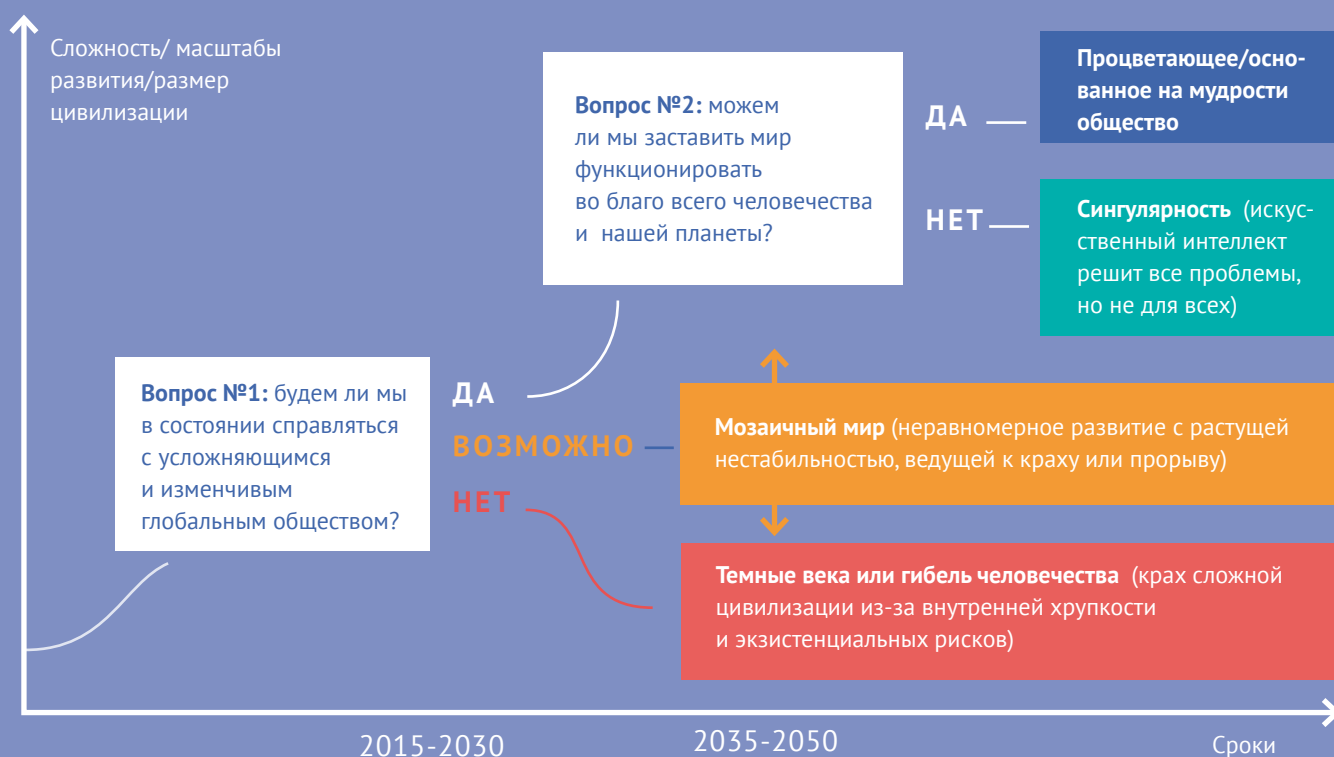 Сложность/ масштабы
развития/размер
цивилизации
Вопрос №2: можем
ли мы заставить мир
функционировать
во благо всего человечества
и нашей планеты?
ДА
Процветающее/осно-
ванное на мудрости
общество
НЕТ
Сингулярность (искус-
ственный интеллект
решит все проблемы,
но не для всех)
Вопрос №1: будем ли мы
в состоянии справляться
с усложняющимся
и изменчивым
глобальным обществом?
ДА
ВОЗМОЖНО
НЕТ
Мозаичный мир (неравномерное развитие с растущей
нестабильностью, ведущей к краху или прорыву)
Темные века или гибель человечества (крах сложной
цивилизации из-за внутренней хрупкости
и экзистенциальных рисков)
2015-2030
2035-2050
Сроки